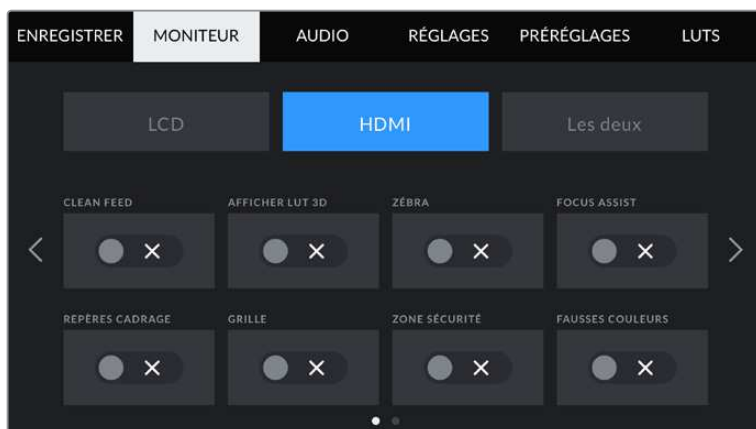 ENREGISTRER MONITEUR AUDIO RÉGLAGES PRÉRÉGLAGES LUTS
LCD HDMI Les deux
CLEAN FEED AFFICHER LUT 3D ZÉBRA FOCUS ASSIST
REPÈRES CADRAGE GRILLE ZONE SÉCURITÉ FAUSSES COULEURS